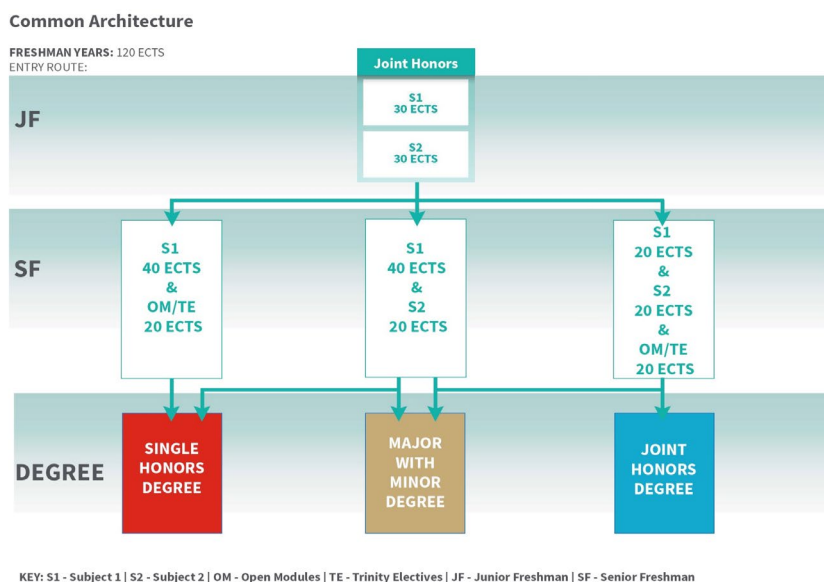 Common Architecture
FRESHMAN YEARS: 120 ECTS
ENTRY ROUTE:
Joint Honors
JF
S1
30 ECTS
S2
30 ECTS
SF
S1
40 ECTS
&
OM/TE
20 ECTS
S1
40 ECTS
&
S2
20 ECTS
S1
20 ECTS
&
S2
20 ECTS
&
OM/TE
20 ECTS
DEGREE
SINGLE
HONORS
DEGREE
MAJOR
WITH
MINOR
DEGREE
JOINT
HONORS
DEGREE
KEY: S1 - Subject 1 | S2 - Subject 2 | OM - Open Modules | TE - Trinity Electives | JF - Junior Freshman | SF - Senior Freshman